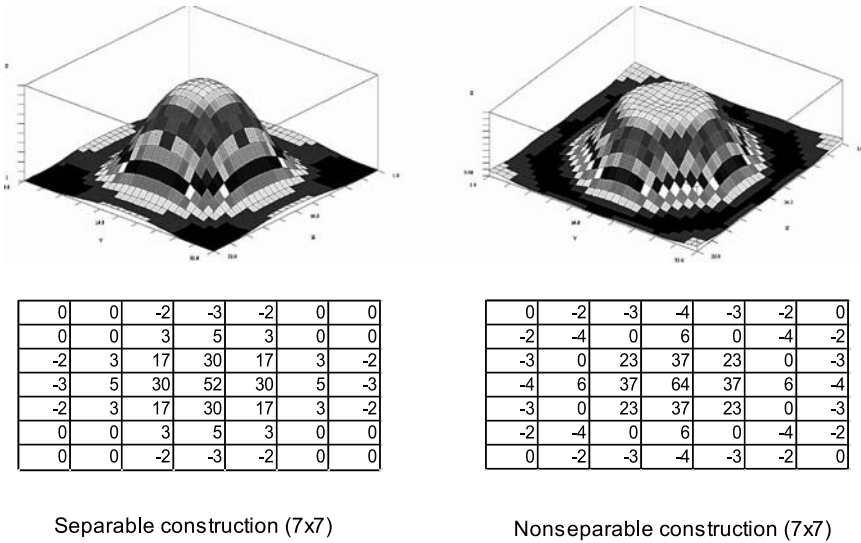 0 0 -2 -3 -2 0 0
0 0 3 5 3 0 0
-2 3 17 30 17 3 -2
-3 5 30 52 30 5 -3
-2 3 17 30 17 3 -2
0 0 3 5 3 0 0
0 0 -2 -3 -2 0 0
Separable construction (7x7)
0 -2 -3 -4 -3 -2 0
-2 -4 0 6 0 -4 -2
-3 0 23 37 23 0 -3
-4 6 37 64 37 6 -4
-3 0 23 37 23 0 -3
-2 -4 0 6 0 -4 -2
0 -2 -3 -4 -3 -2 0
Nonseparable construction (7x7)